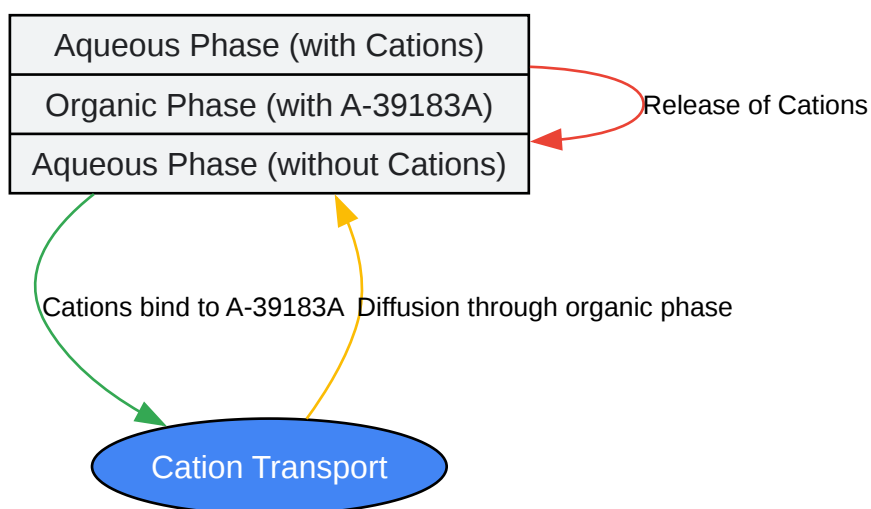 Aqueous Phase (with Cations)
Organic Phase (with A-39183A)
Release of Cations
Aqueous Phase (without Cations)
Cations bind to A-39183A
Diffusion through organic phase
Cation Transport